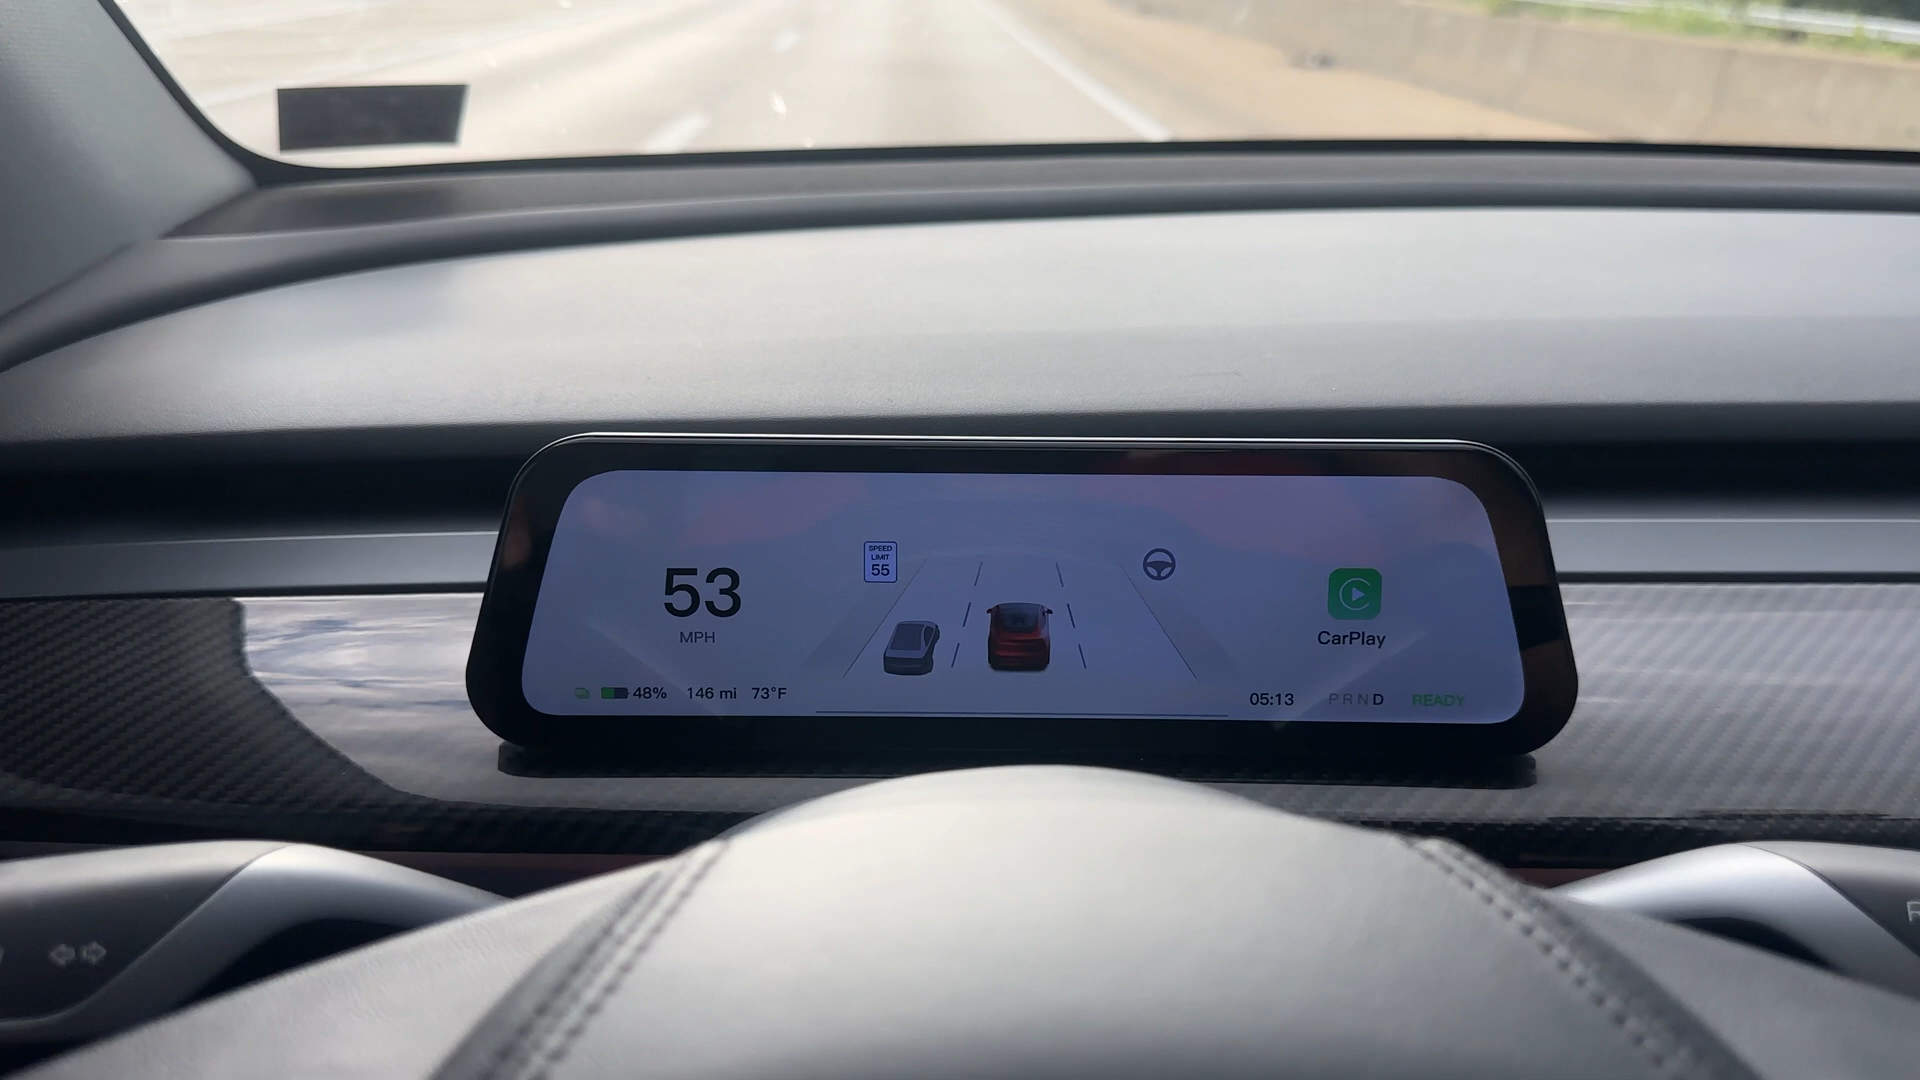 53
MPH
SPEED
LIMIT
55
CarPlay
48% 146 mi 73°F
05:13 PRND READY
R